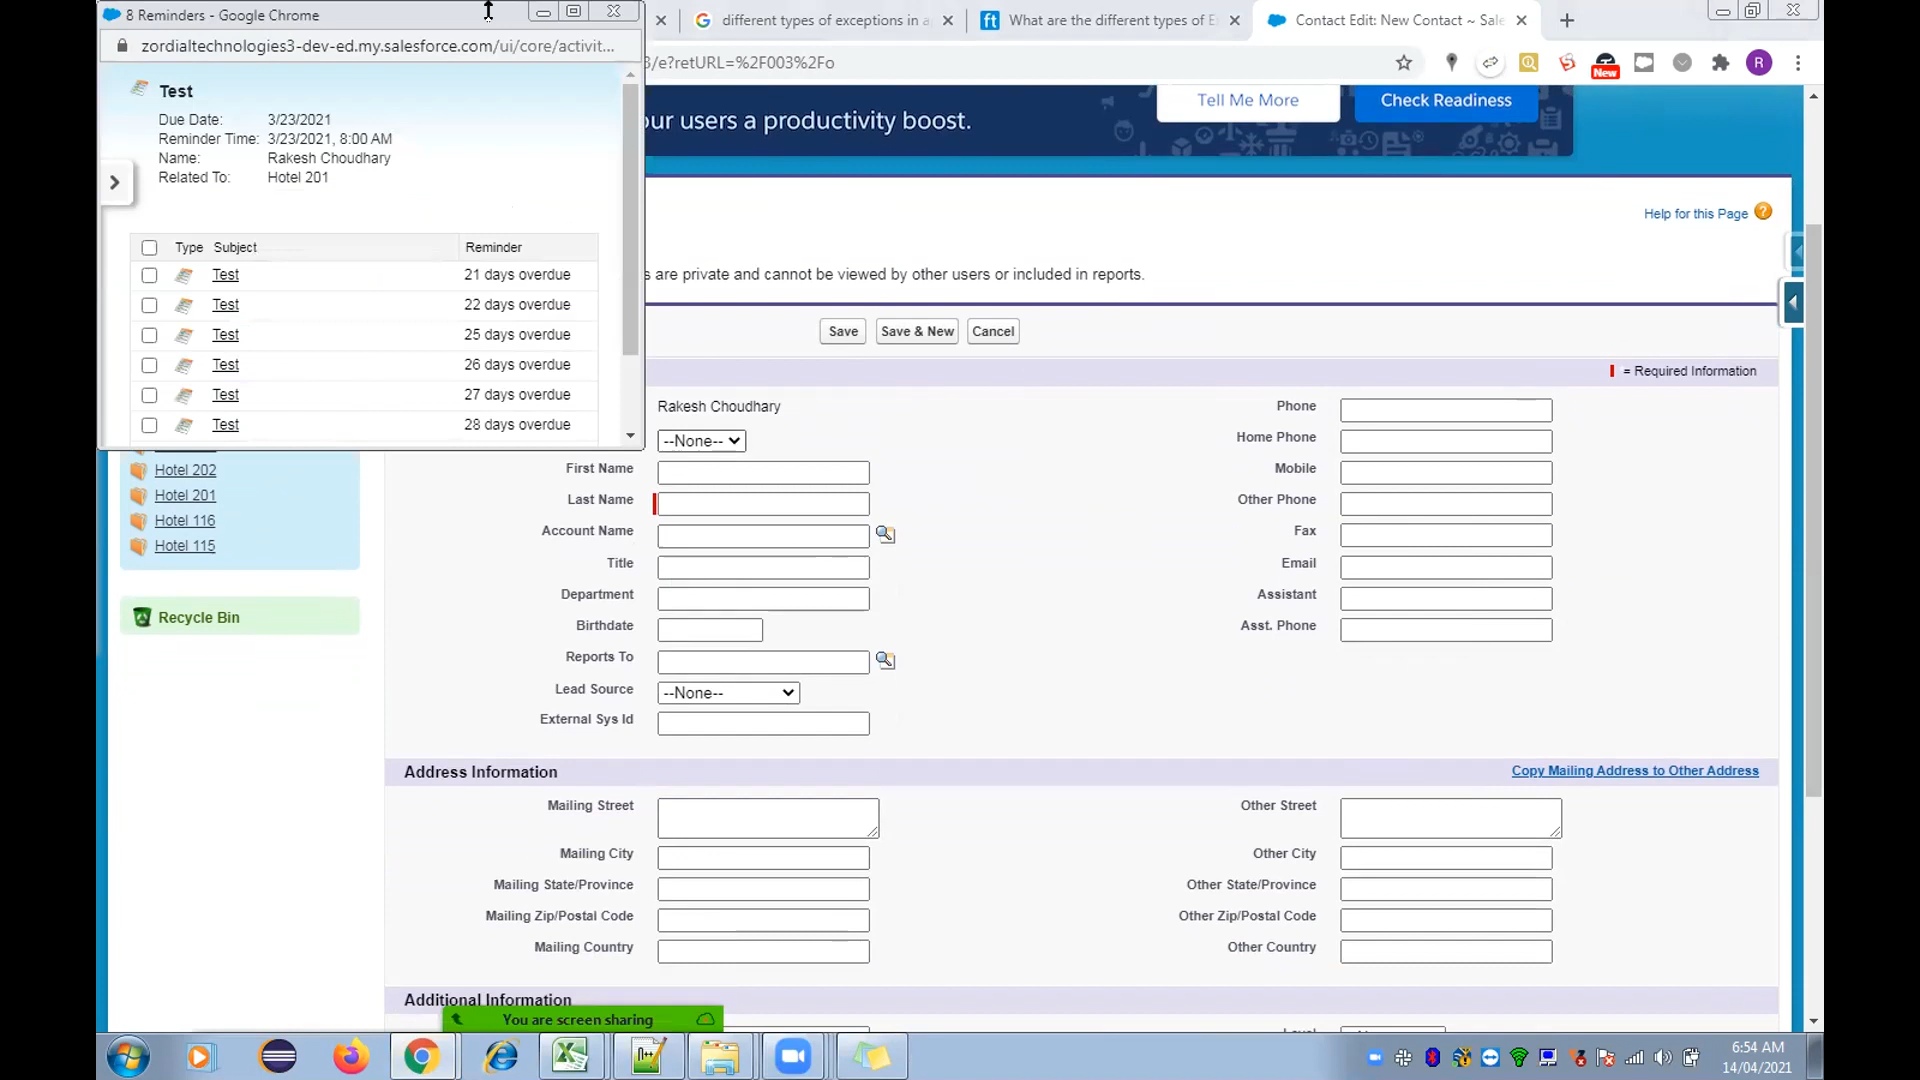 8 Reminders - Google Chrome
different types of exceptions in a
What are the different types of E
Contact Edit: New Contact ~ Sale
zordialtechnologies3-dev-ed.my.salesforce.com/ui/core/activit...
3/e?retURL=%2F003%2Fo
New
R
Test
Due Date: 3/23/2021
Reminder Time: 3/23/2021, 8:00 AM
Name: Rakesh Choudhary
Related To: Hotel 201
Type Subject Reminder
Test 21 days overdue
Test 22 days overdue
Test 25 days overdue
Test 26 days overdue
Test 27 days overdue
Test 28 days overdue
our users a productivity boost.
Tell Me More
Check Readiness
Help for this Page
s are private and cannot be viewed by other users or included in reports.
Save
Save & New
Cancel
= Required Information
Rakesh Choudhary
--None--
First Name
Last Name
Account Name
Title
Department
Birthdate
Reports To
Lead Source --None--
External Sys Id
Phone
Home Phone
Mobile
Other Phone
Fax
Email
Assistant
Asst. Phone
Hotel 202
Hotel 201
Hotel 116
Hotel 115
Recycle Bin
Address Information
Copy Mailing Address to Other Address
Mailing Street
Mailing City
Mailing State/Province
Mailing Zip/Postal Code
Mailing Country
Other Street
Other City
Other State/Province
Other Zip/Postal Code
Other Country
Additional Information
You are screen sharing
6:54 AM
14/04/2021